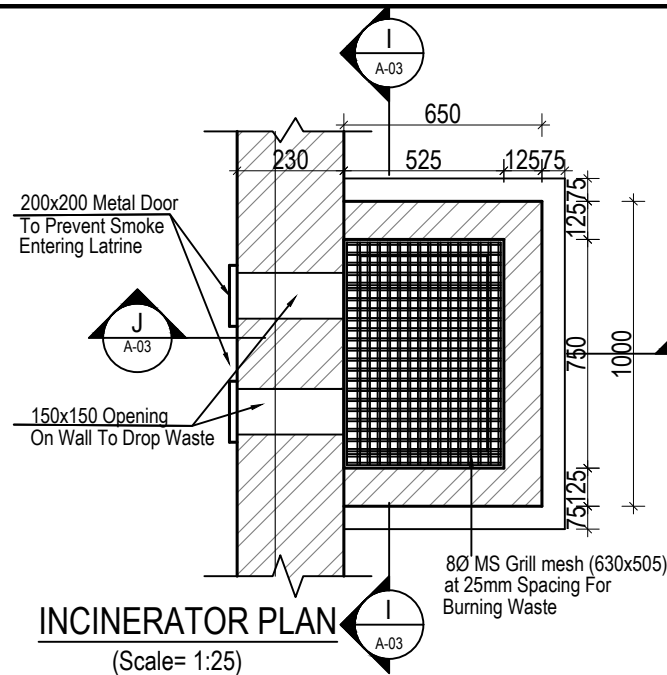 I
A-03
650
230
525
125
75
200x200 Metal Door
To Prevent Smoke
Entering Latrine
75
125
J
A-03
750
1000
150x150 Opening
On Wall To Drop Waste
125
75
8Ø MS Grill mesh (630x505)
at 25mm Spacing For
Burning Waste
INCINERATOR PLAN
(Scale= 1:25)
I
A-03